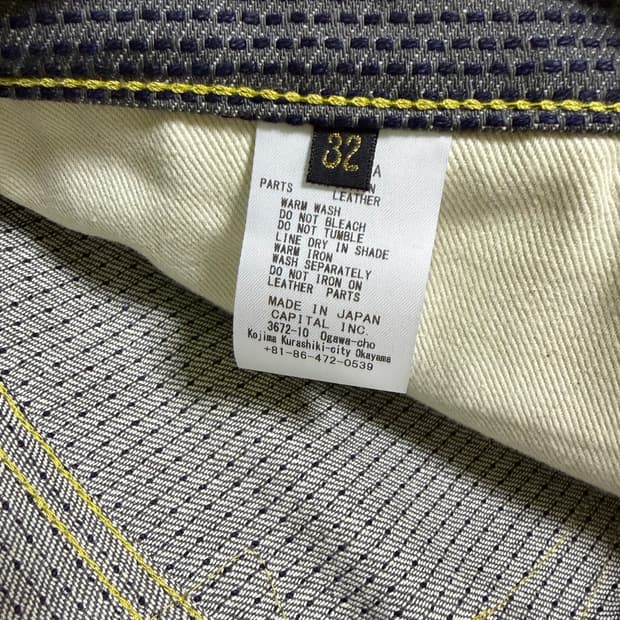 32
A
PARTS
LEATHER
WARM WASH
DO NOT BLEACH
DO NOT TUMBLE
LINE DRY IN SHADE
WARM IRON
WASH SEPARATELY
DO NOT IRON ON
LEATHER PARTS
MADE IN JAPAN
CAPITAL INC.
3672-10 Ogawa-cho
Kojima Kurashiki-city Okayama
+81-86-472-0539